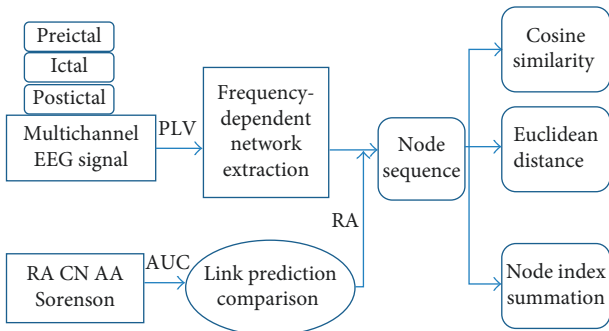 Preictal
Ictal
Postictal
Multichannel
EEG signal
PLV
Frequency-
dependent
network
extraction
Node
sequence
Cosine
similarity
Euclidean
distance
Node index
summation
RA
RA CN AA
Sorenson
AUC
Link prediction
comparison